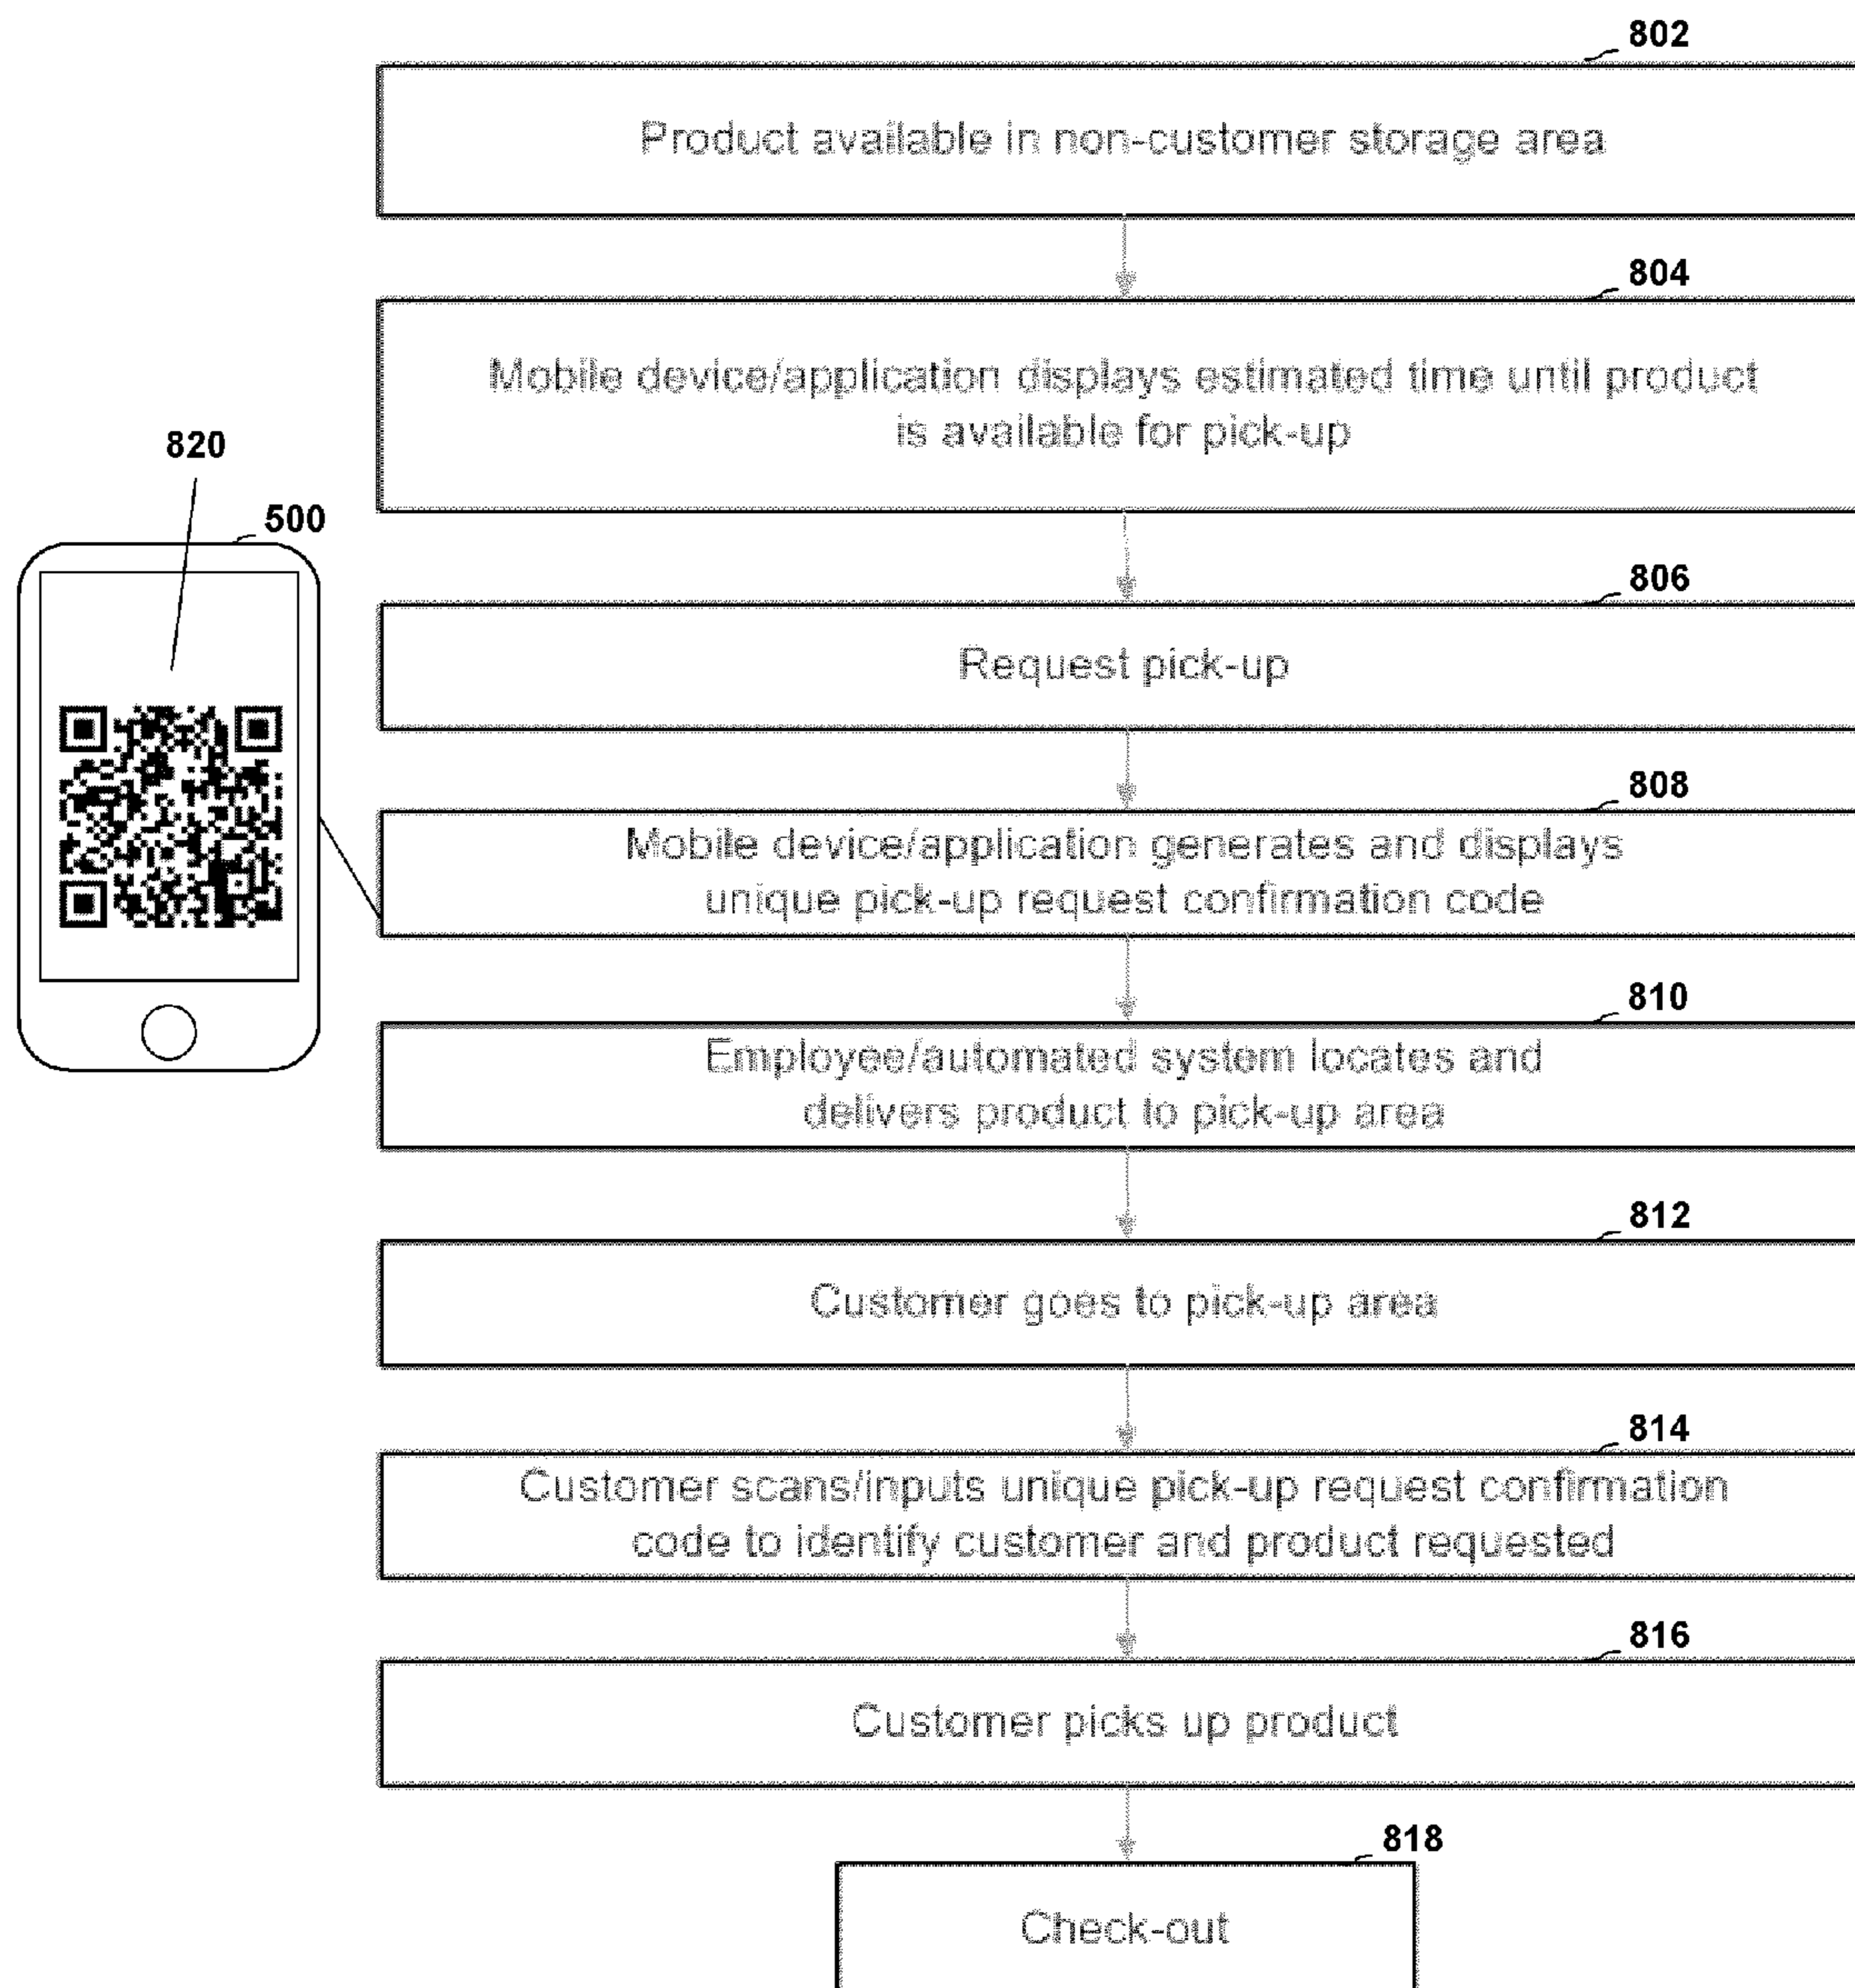 802
Product available in non-customer storage area
804
Mobile device/application displays estimated time until product
is available for pick-up
820
500
806
Request pick-up
808
Mobile device/application generates and displays
unique pick-up request confirmation code
810
Employee/automated system locates and
delivers product to pick-up area
812
Customer goes to pick-up area
814
Customer scans/inputs unique pick-up request confirmation
code to identify customer and product requested
816
Customer picks up product
818
Check-out